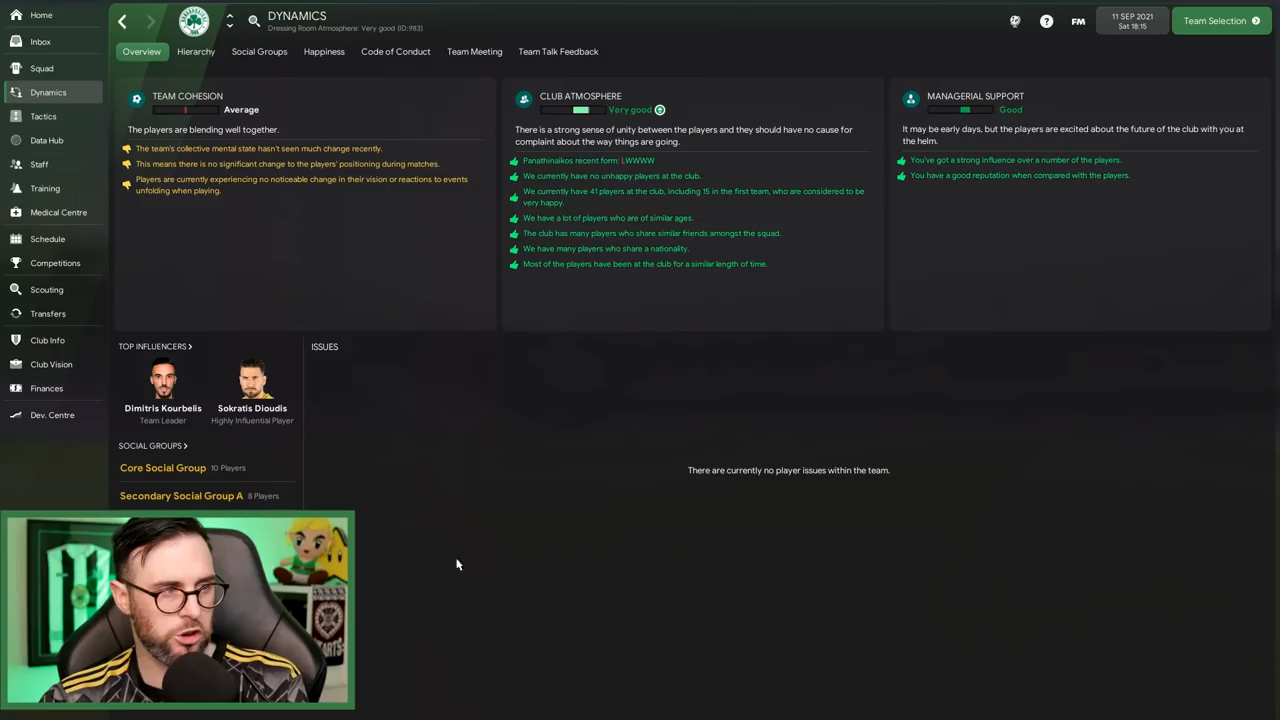 Home
DYNAMICS
Dressing Room Atmosphere: Very good (ID:983)
FM
11 SEP 2021
Sat 18:15
Team Selection
Inbox
Squad
Dynamics
Tactics
Data Hub
Staff
Training
Medical Centre
Schedule
Competitions
Scouting
Transfers
Club Info
Club Vision
Finances
Dev. Centre
Overview
Hierarchy
Social Groups
Happiness
Code of Conduct
Team Meeting
Team Talk Feedback
TEAM COHESION
Average
The players are blending well together.
The team's collective mental state hasn't seen much change recently.
This means there is no significant change to the players' positioning during matches.
Players are currently experiencing no noticeable change in their vision or reactions to events
unfolding when playing.
CLUB ATMOSPHERE
Very good
There is a strong sense of unity between the players and they should have no cause for
complaint about the way things are going.
Panathinaikos recent form: LWWWW
We currently have no unhappy players at the club.
We currently have 41 players at the club, including 15 in the first team, who are considered to be
very happy.
We have a lot of players who are of similar ages.
The club has many players who share similar friends amongst the squad.
We have many players who share a nationality.
Most of the players have been at the club for a similar length of time.
MANAGERIAL SUPPORT
Good
It may be early days, but the players are excited about the future of the club with you at
the helm.
You've got a strong influence over a number of the players.
You have a good reputation when compared with the players.
TOP INFLUENCERS
Dimitris Kourbelis
Team Leader
Sokratis Dioudis
Highly Influential Player
SOCIAL GROUPS
Core Social Group 10 Players
Secondary Social Group A 8 Players
ISSUES
There are currently no player issues within the team.